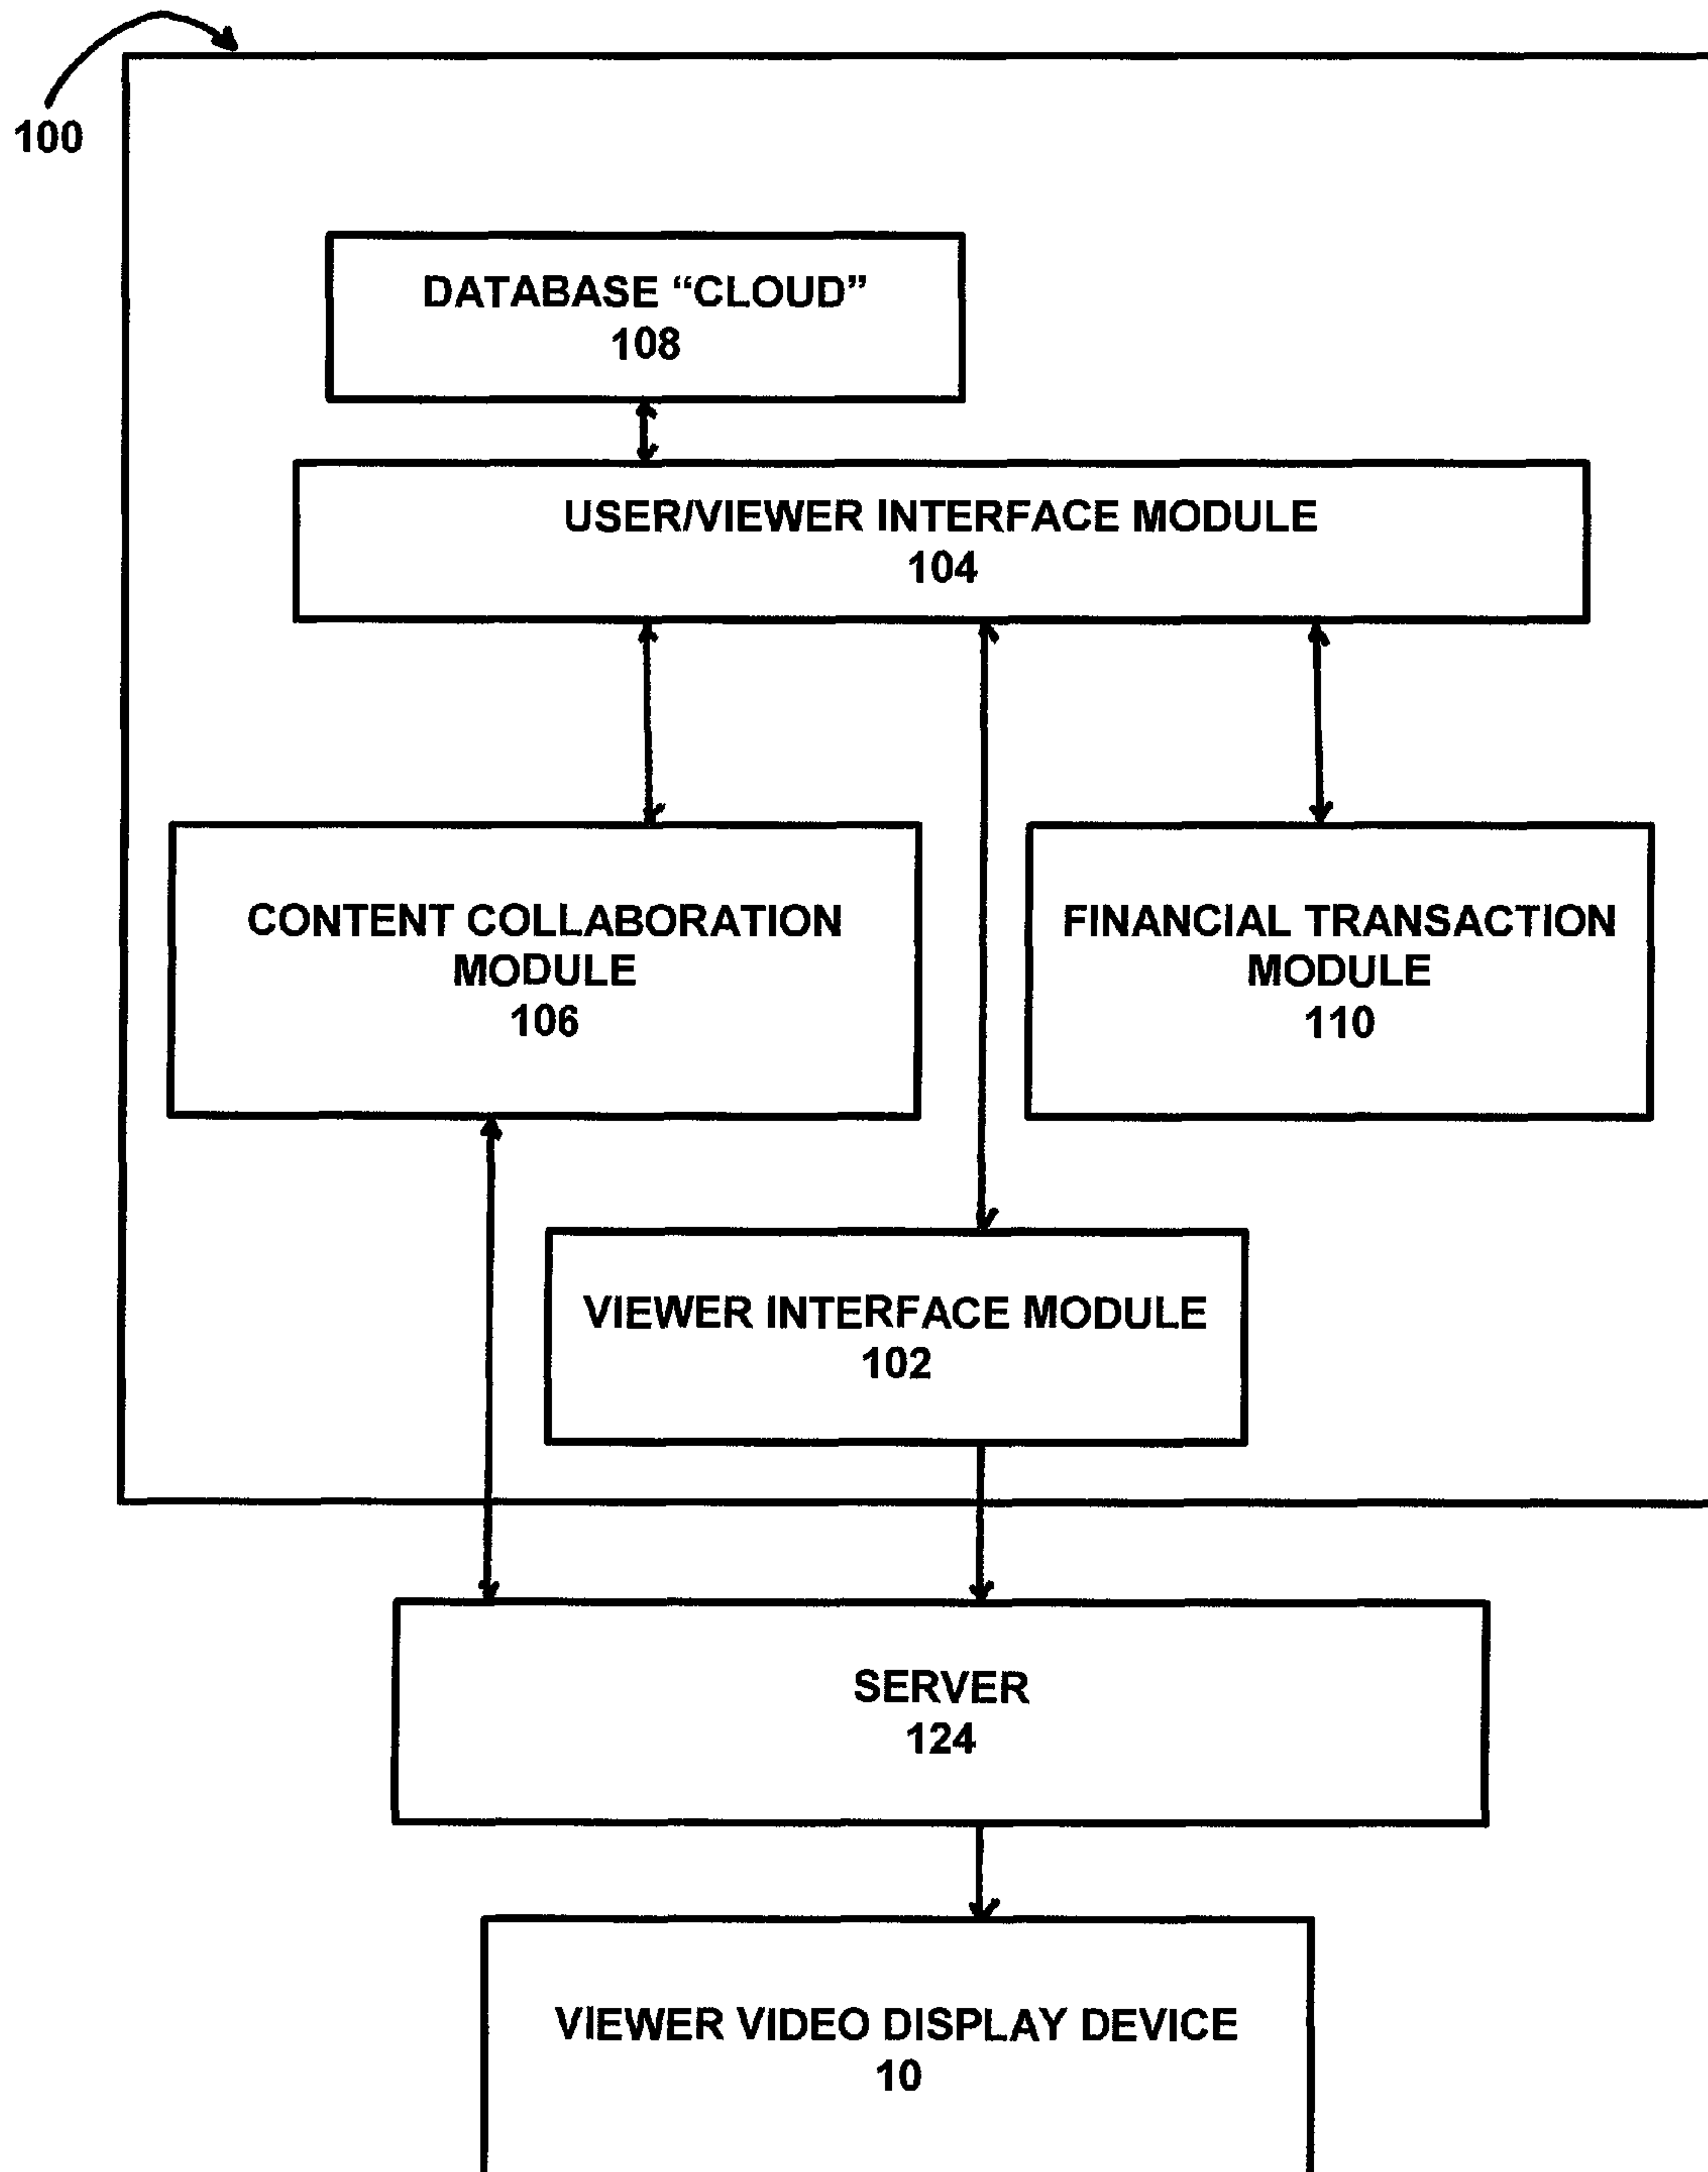 100
DATABASE “CLOUD”
108
USER/VIEWER INTERFACE MODULE
104
CONTENT COLLABORATION
MODULE
106
FINANCIAL TRANSACTION
MODULE
110
VIEWER INTERFACE MODULE
102
SERVER
124
VIEWER VIDEO DISPLAY DEVICE
10